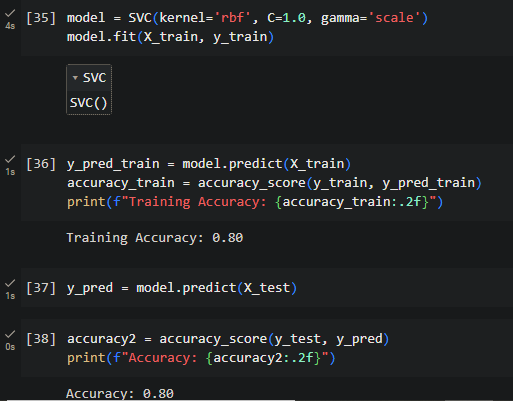 [35] model = SVC(kernel='rbf', C=1.0, gamma='scale')
4s
model.fit(X_train, y_train)
▾ SVC
SVC()
[36] y_pred_train = model.predict(X_train)
1s
accuracy_train = accuracy_score(y_train, y_pred_train)
print(f"Training Accuracy: {accuracy_train:.2f}")
Training Accuracy: 0.80
[37] y_pred = model.predict(X_test)
1s
[38] accuracy2 = accuracy_score(y_test, y_pred)
0s
print(f"Accuracy: {accuracy2:.2f}")
Accuracy: 0.80